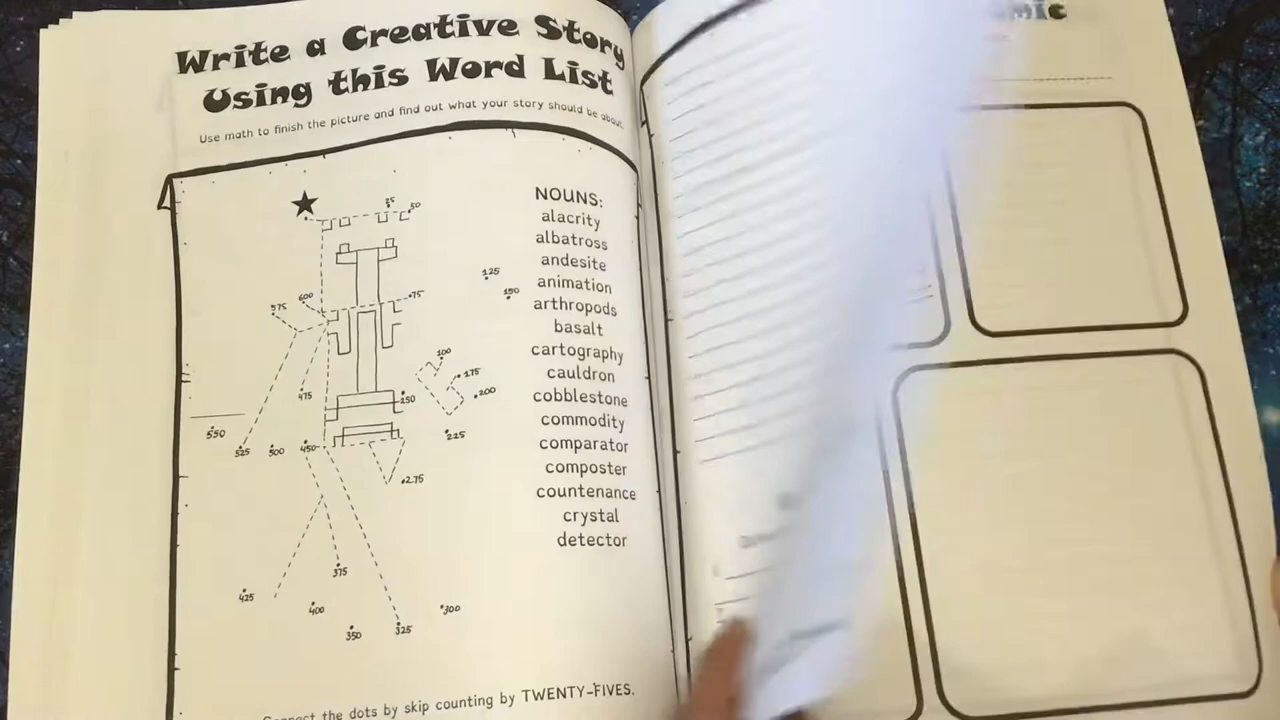 Write a Creative Story
Using this Word List
Use math to finish the picture and find out what your story should be about.
NOUNS:
alacrity
albatross
andesite
animation
arthropods
basalt
cartography
cauldron
cobblestone
commodity
comparator
composter
countenance
crystal
detector
25
50
125
150
75
600
575
100
175
200
250
475
550
225
525
500
450
275
375
425
400
300
350
325
Connect the dots by skip counting by TWENTY-FIVES.